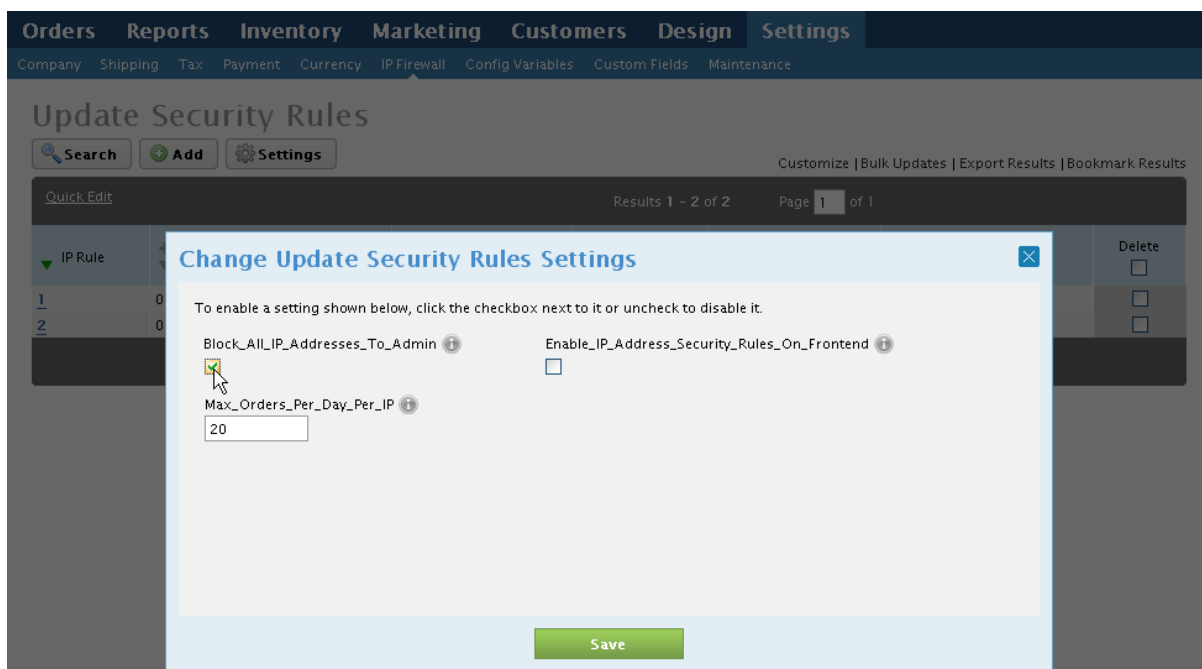 Orders Reports Inventory Marketing Customers Design Settings
Company Shipping Tax Payment Currency IP Firewall Config Variables Custom Fields Maintenance
Update Security Rules
Search Add Settings
Customize | Bulk Updates | Export Results | Bookmark Results
Quick Edit Results 1 - 2 of 2 Page 1 of 1
IP Rule Delete
Change Update Security Rules Settings
1 0
To enable a setting shown below, click the checkbox next to it or uncheck to disable it.
2 0
Block_All_IP_Addresses_To_Admin Enable_IP_Address_Security_Rules_On_Frontend
Max_Orders_Per_Day_Per_IP
20
Save